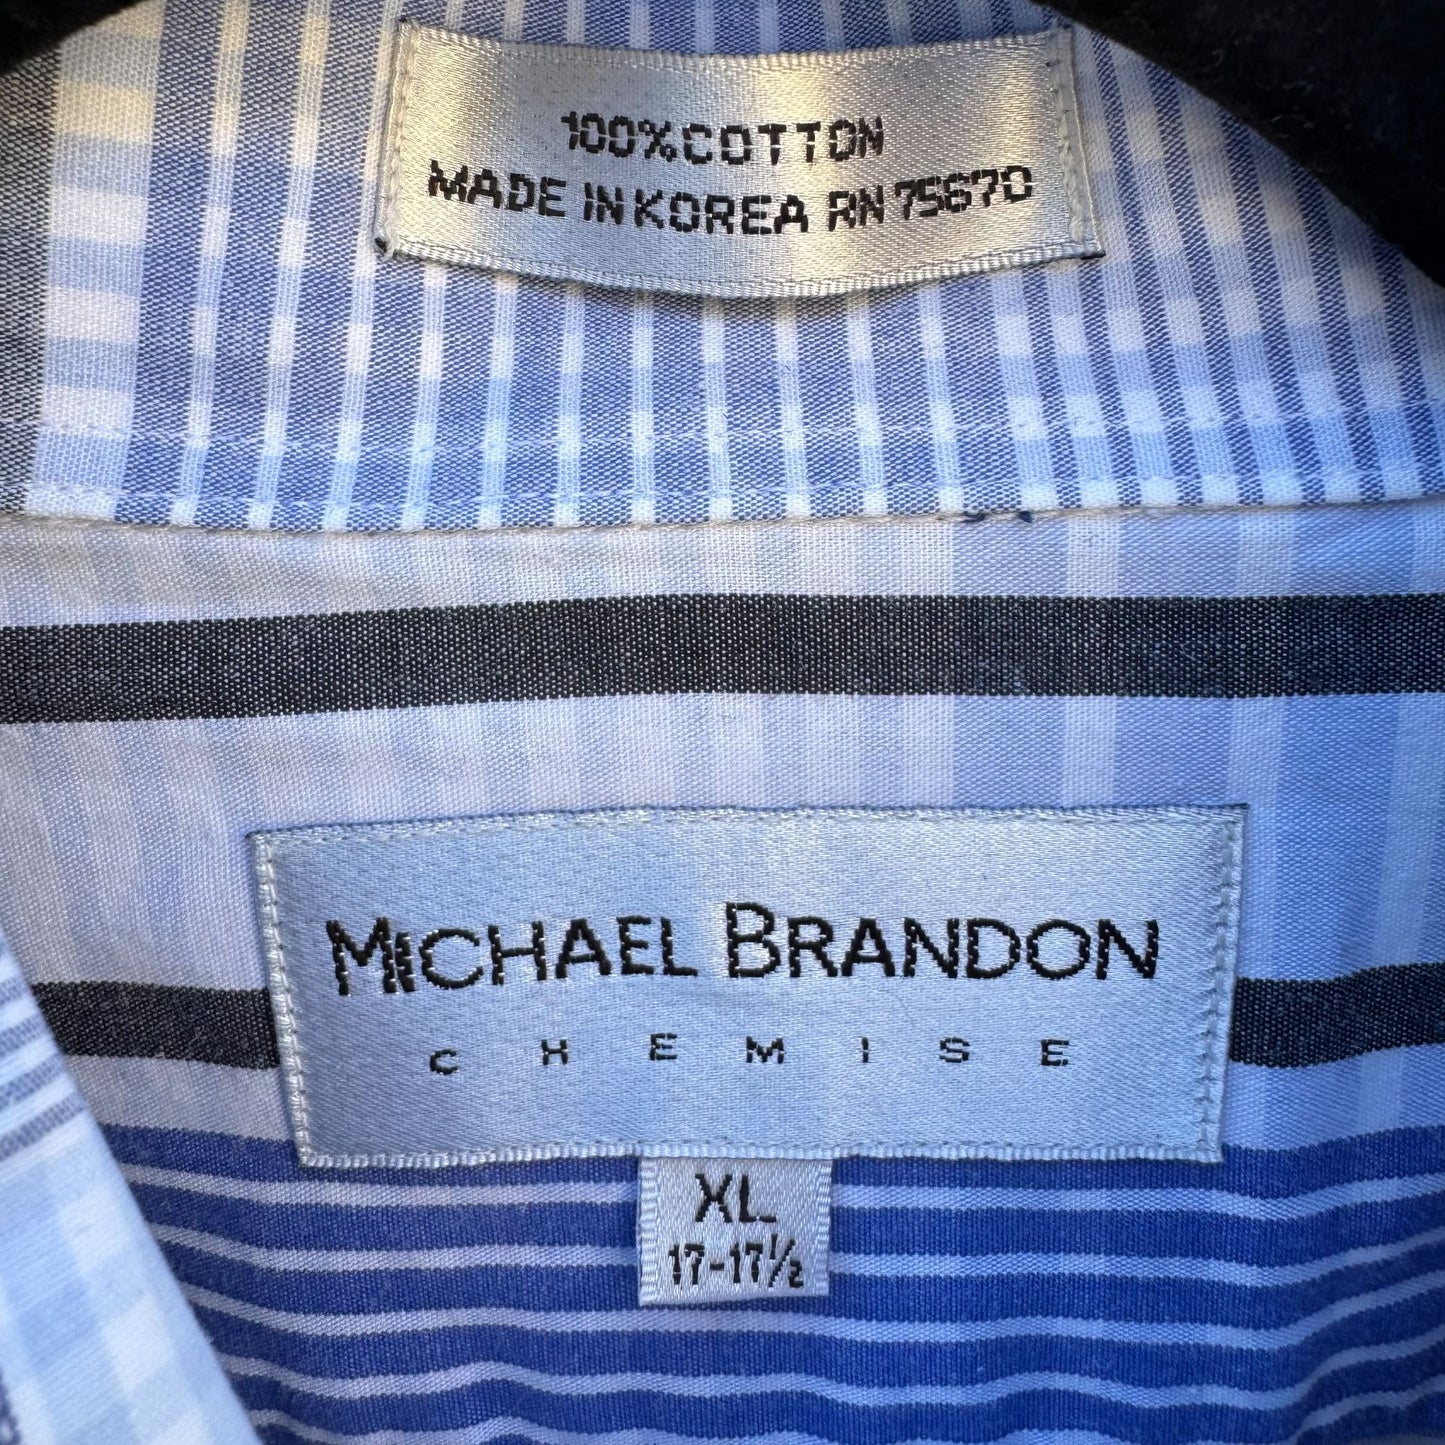 100% COTTON
MADE IN KOREA RN 75670
MICHAEL BRANDON
CHEMISE
XL
17-17½